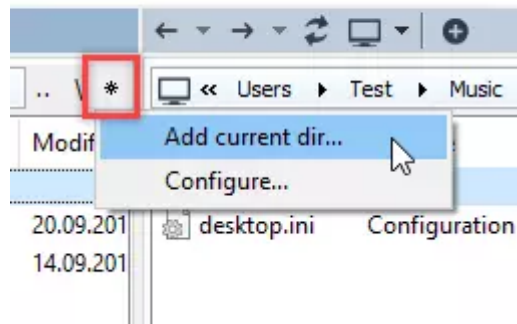 .. \ *
« Users ▸ Test ▸ Music
Modif
Add current dir...
Configure...
20.09.201
desktop.ini Configuration
14.09.201